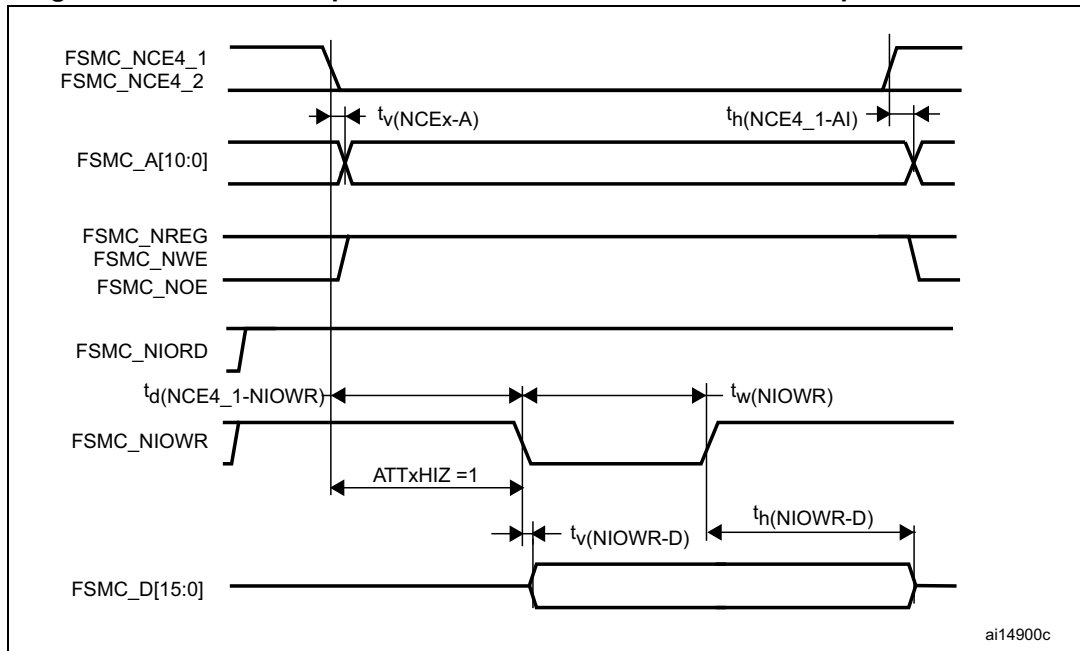 FSMC_NCE4_1
FSMC_NCE4_2
tv(NCEx-A)
th(NCE4_1-AI)
FSMC_A[10:0]
FSMC_NREG
FSMC_NWE
FSMC_NOE
FSMC_NIORD
td(NCE4_1-NIOWR)
tw(NIOWR)
FSMC_NIOWR
ATTxHIZ =1
th(NIOWR-D)
tv(NIOWR-D)
FSMC_D[15:0]
ai14900c